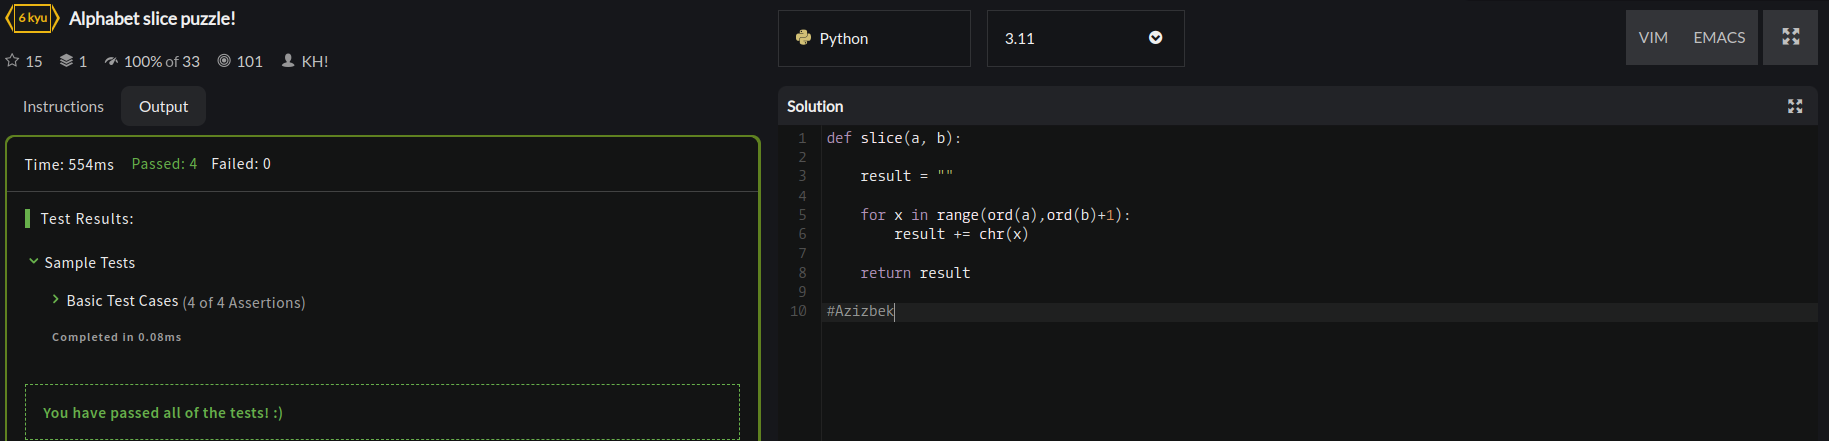 6 kyu Alphabet slice puzzle!
15 1 100% of 33 101 KH!
Instructions Output
Time: 554ms Passed: 4 Failed: 0
Test Results:
Sample Tests
Basic Test Cases (4 of 4 Assertions)
Completed in 0.08ms
You have passed all of the tests! :)
Python 3.11 VIM EMACS
Solution
1 def slice(a, b):
2
3     result = ""
4
5     for x in range(ord(a),ord(b)+1):
6         result += chr(x)
7
8     return result
9
10 #Azizbek